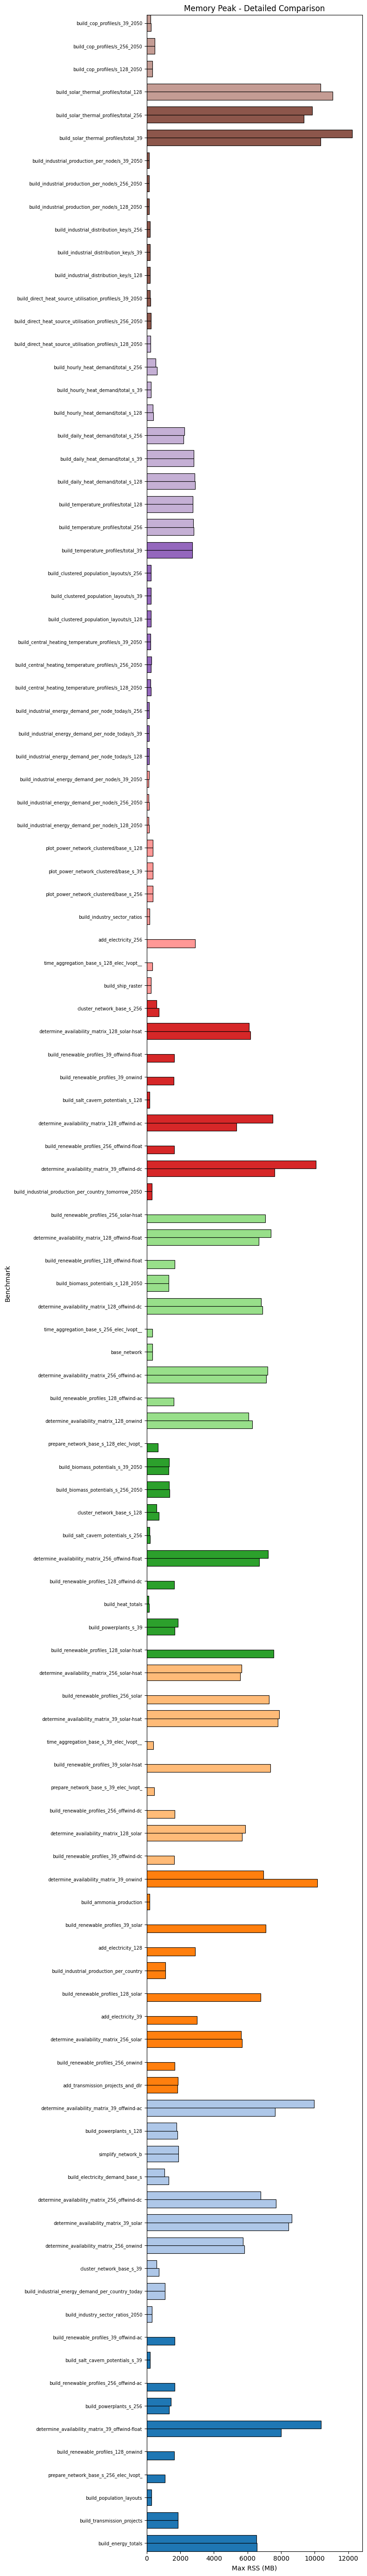 Memory Peak - Detailed Comparison
build_cop_profiles/s_39_2050
build_cop_profiles/s_256_2050
build_cop_profiles/s_128_2050
build_solar_thermal_profiles/total_128
build_solar_thermal_profiles/total_256
build_solar_thermal_profiles/total_39
build_industrial_production_per_node/s_39_2050
build_industrial_production_per_node/s_256_2050
build_industrial_production_per_node/s_128_2050
build_industrial_distribution_key/s_256
build_industrial_distribution_key/s_39
build_industrial_distribution_key/s_128
build_direct_heat_source_utilisation_profiles/s_39_2050
build_direct_heat_source_utilisation_profiles/s_256_2050
build_direct_heat_source_utilisation_profiles/s_128_2050
build_hourly_heat_demand/total_s_256
build_hourly_heat_demand/total_s_39
build_hourly_heat_demand/total_s_128
build_daily_heat_demand/total_s_256
build_daily_heat_demand/total_s_39
build_daily_heat_demand/total_s_128
build_temperature_profiles/total_128
build_temperature_profiles/total_256
build_temperature_profiles/total_39
build_clustered_population_layouts/s_256
build_clustered_population_layouts/s_39
build_clustered_population_layouts/s_128
build_central_heating_temperature_profiles/s_39_2050
build_central_heating_temperature_profiles/s_256_2050
build_central_heating_temperature_profiles/s_128_2050
build_industrial_energy_demand_per_node_today/s_256
build_industrial_energy_demand_per_node_today/s_39
build_industrial_energy_demand_per_node_today/s_128
build_industrial_energy_demand_per_node/s_39_2050
build_industrial_energy_demand_per_node/s_256_2050
build_industrial_energy_demand_per_node/s_128_2050
plot_power_network_clustered/base_s_128
plot_power_network_clustered/base_s_39
plot_power_network_clustered/base_s_256
build_industry_sector_ratios
add_electricity_256
time_aggregation_base_s_128_elec_lvopt__
build_ship_raster
cluster_network_base_s_256
determine_availability_matrix_128_solar-hsat
build_renewable_profiles_39_offwind-float
build_renewable_profiles_39_onwind
build_salt_cavern_potentials_s_128
determine_availability_matrix_128_offwind-ac
build_renewable_profiles_256_offwind-float
determine_availability_matrix_39_offwind-dc
build_industrial_production_per_country_tomorrow_2050
build_renewable_profiles_256_solar-hsat
determine_availability_matrix_128_offwind-float
build_renewable_profiles_128_offwind-float
build_biomass_potentials_s_128_2050
determine_availability_matrix_128_offwind-dc
time_aggregation_base_s_256_elec_lvopt__
base_network
determine_availability_matrix_256_offwind-ac
build_renewable_profiles_128_offwind-ac
determine_availability_matrix_128_onwind
prepare_network_base_s_128_elec_lvopt_
build_biomass_potentials_s_39_2050
build_biomass_potentials_s_256_2050
cluster_network_base_s_128
build_salt_cavern_potentials_s_256
determine_availability_matrix_256_offwind-float
build_renewable_profiles_128_offwind-dc
build_heat_totals
build_powerplants_s_39
build_renewable_profiles_128_solar-hsat
determine_availability_matrix_256_solar-hsat
build_renewable_profiles_256_solar
determine_availability_matrix_39_solar-hsat
time_aggregation_base_s_39_elec_lvopt__
build_renewable_profiles_39_solar-hsat
prepare_network_base_s_39_elec_lvopt_
build_renewable_profiles_256_offwind-dc
determine_availability_matrix_128_solar
build_renewable_profiles_39_offwind-dc
determine_availability_matrix_39_onwind
build_ammonia_production
build_renewable_profiles_39_solar
add_electricity_128
build_industrial_production_per_country
build_renewable_profiles_128_solar
add_electricity_39
determine_availability_matrix_256_solar
build_renewable_profiles_256_onwind
add_transmission_projects_and_dlr
determine_availability_matrix_39_offwind-ac
build_powerplants_s_128
simplify_network_b
build_electricity_demand_base_s
determine_availability_matrix_256_offwind-dc
determine_availability_matrix_39_solar
determine_availability_matrix_256_onwind
cluster_network_base_s_39
build_industrial_energy_demand_per_country_today
build_industry_sector_ratios_2050
build_renewable_profiles_39_offwind-ac
build_salt_cavern_potentials_s_39
build_renewable_profiles_256_offwind-ac
build_powerplants_s_256
determine_availability_matrix_39_offwind-float
build_renewable_profiles_128_onwind
prepare_network_base_s_256_elec_lvopt_
build_population_layouts
build_transmission_projects
build_energy_totals
Benchmark
0 2000 4000 6000 8000 10000 12000
Max RSS (MB)